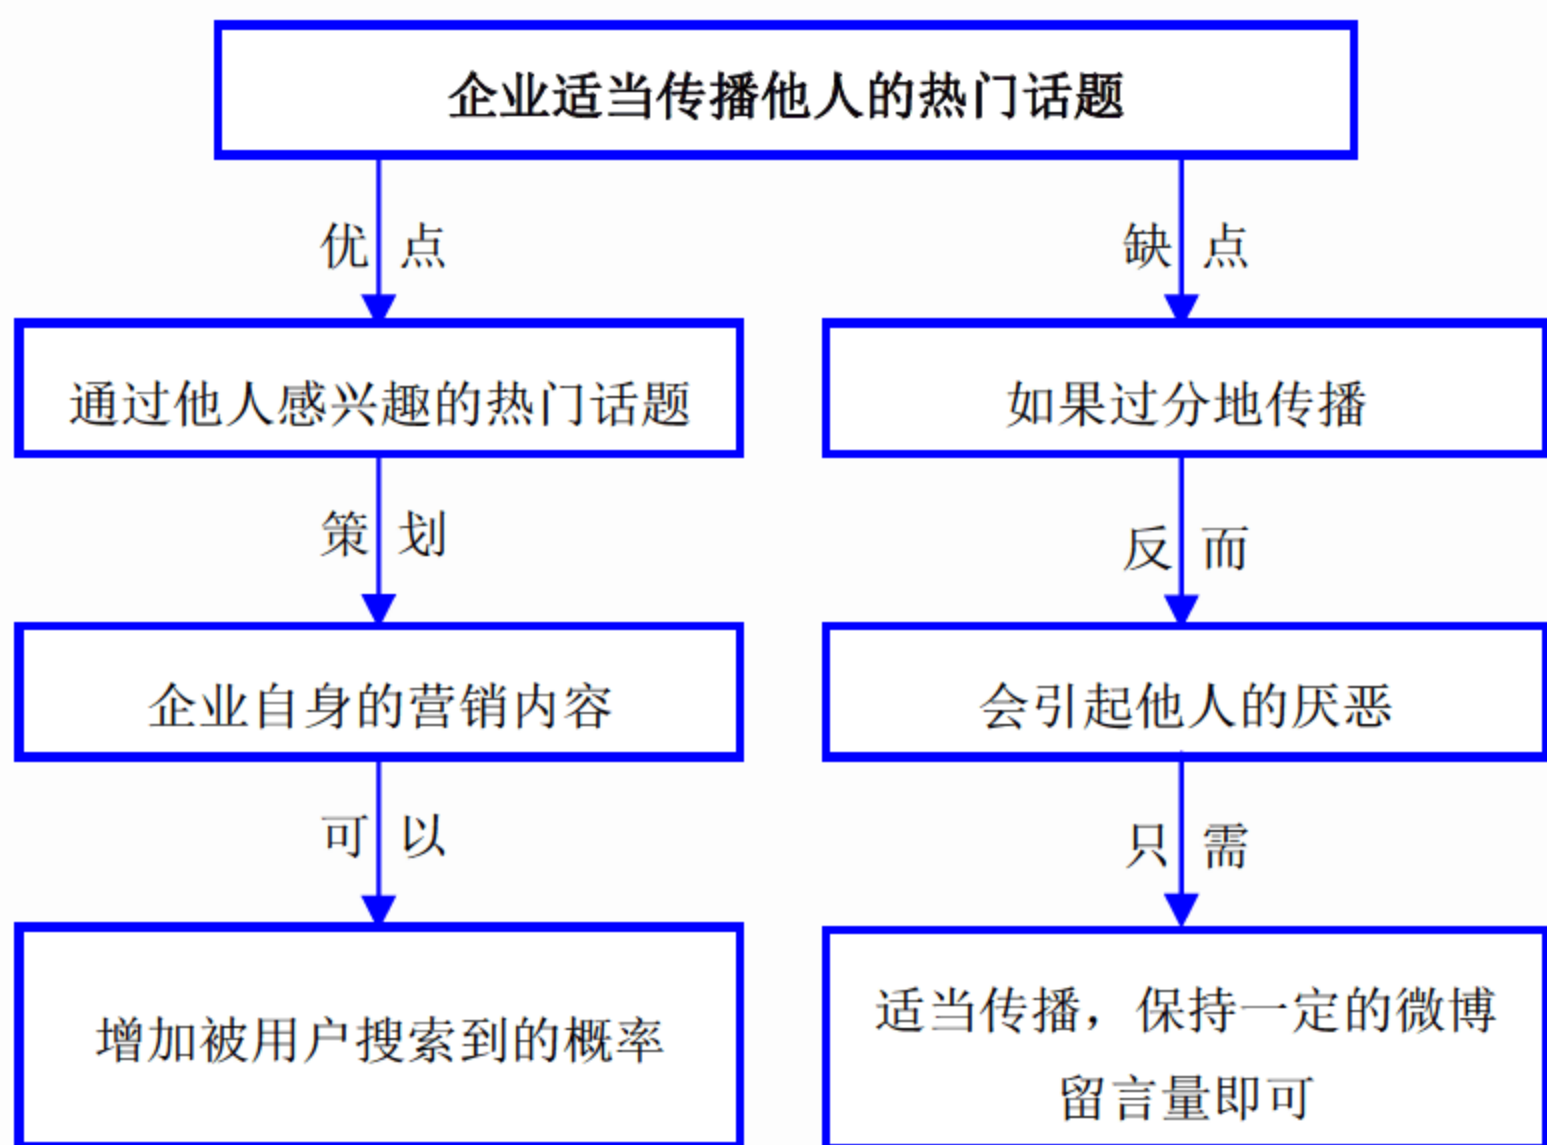 企业适当传播他人的热门话题
优点
缺点
通过他人感兴趣的热门话题
如果过分地传播
策划
反而
企业自身的营销内容
会引起他人的厌恶
可以
只需
增加被用户搜索到的概率
适当传播，保持一定的微博
留言量即可